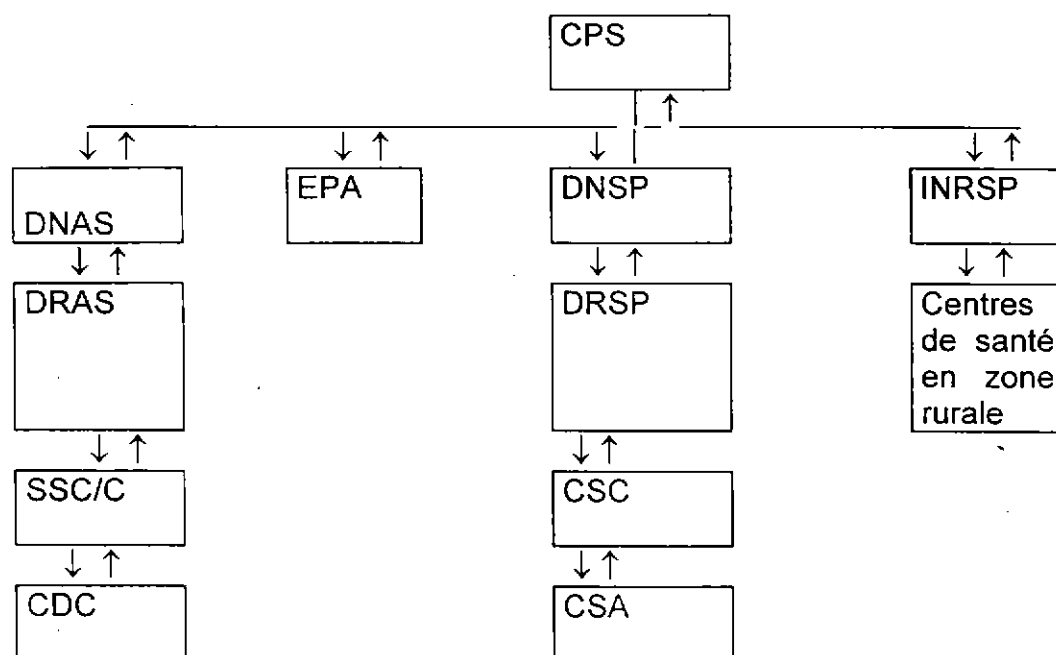 CPS
DNAS
EPA
DNSP
INRSP
DRAS
DRSP
Centres
de santé
en zone
rurale
SSC/C
CSC
CDC
CSA